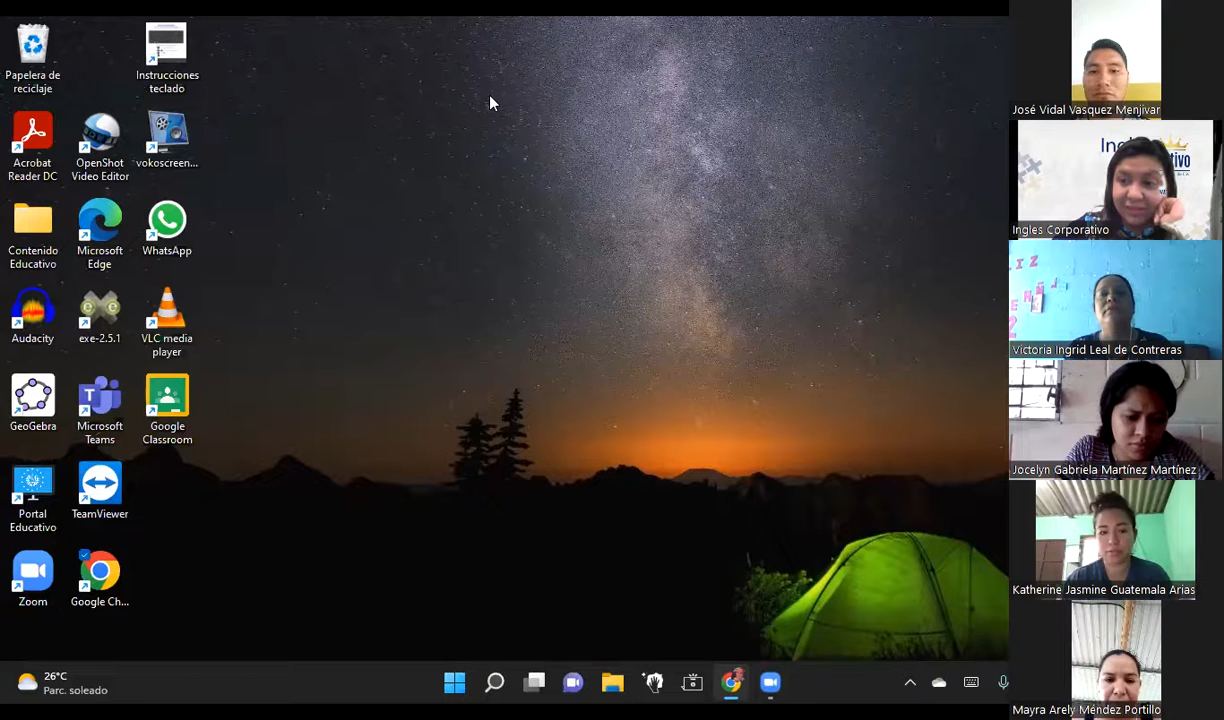 Papelera de
reciclaje
Instrucciones
teclado
Acrobat
Reader DC
OpenShot
Video Editor
vokoscreen...
Contenido
Educativo
Microsoft
Edge
WhatsApp
Audacity
exe-2.5.1
VLC media
player
GeoGebra
Microsoft
Teams
Google
Classroom
Portal
Educativo
TeamViewer
Zoom
Google Ch...
26°C
Parc. soleado
José Vidal Vasquez Menjivar
Ingles Corporativo
Victoria Ingrid Leal de Contreras
Jocelyn Gabriela Martínez Martínez
Katherine Jasmine Guatemala Arias
Mayra Arely Méndez Portillo